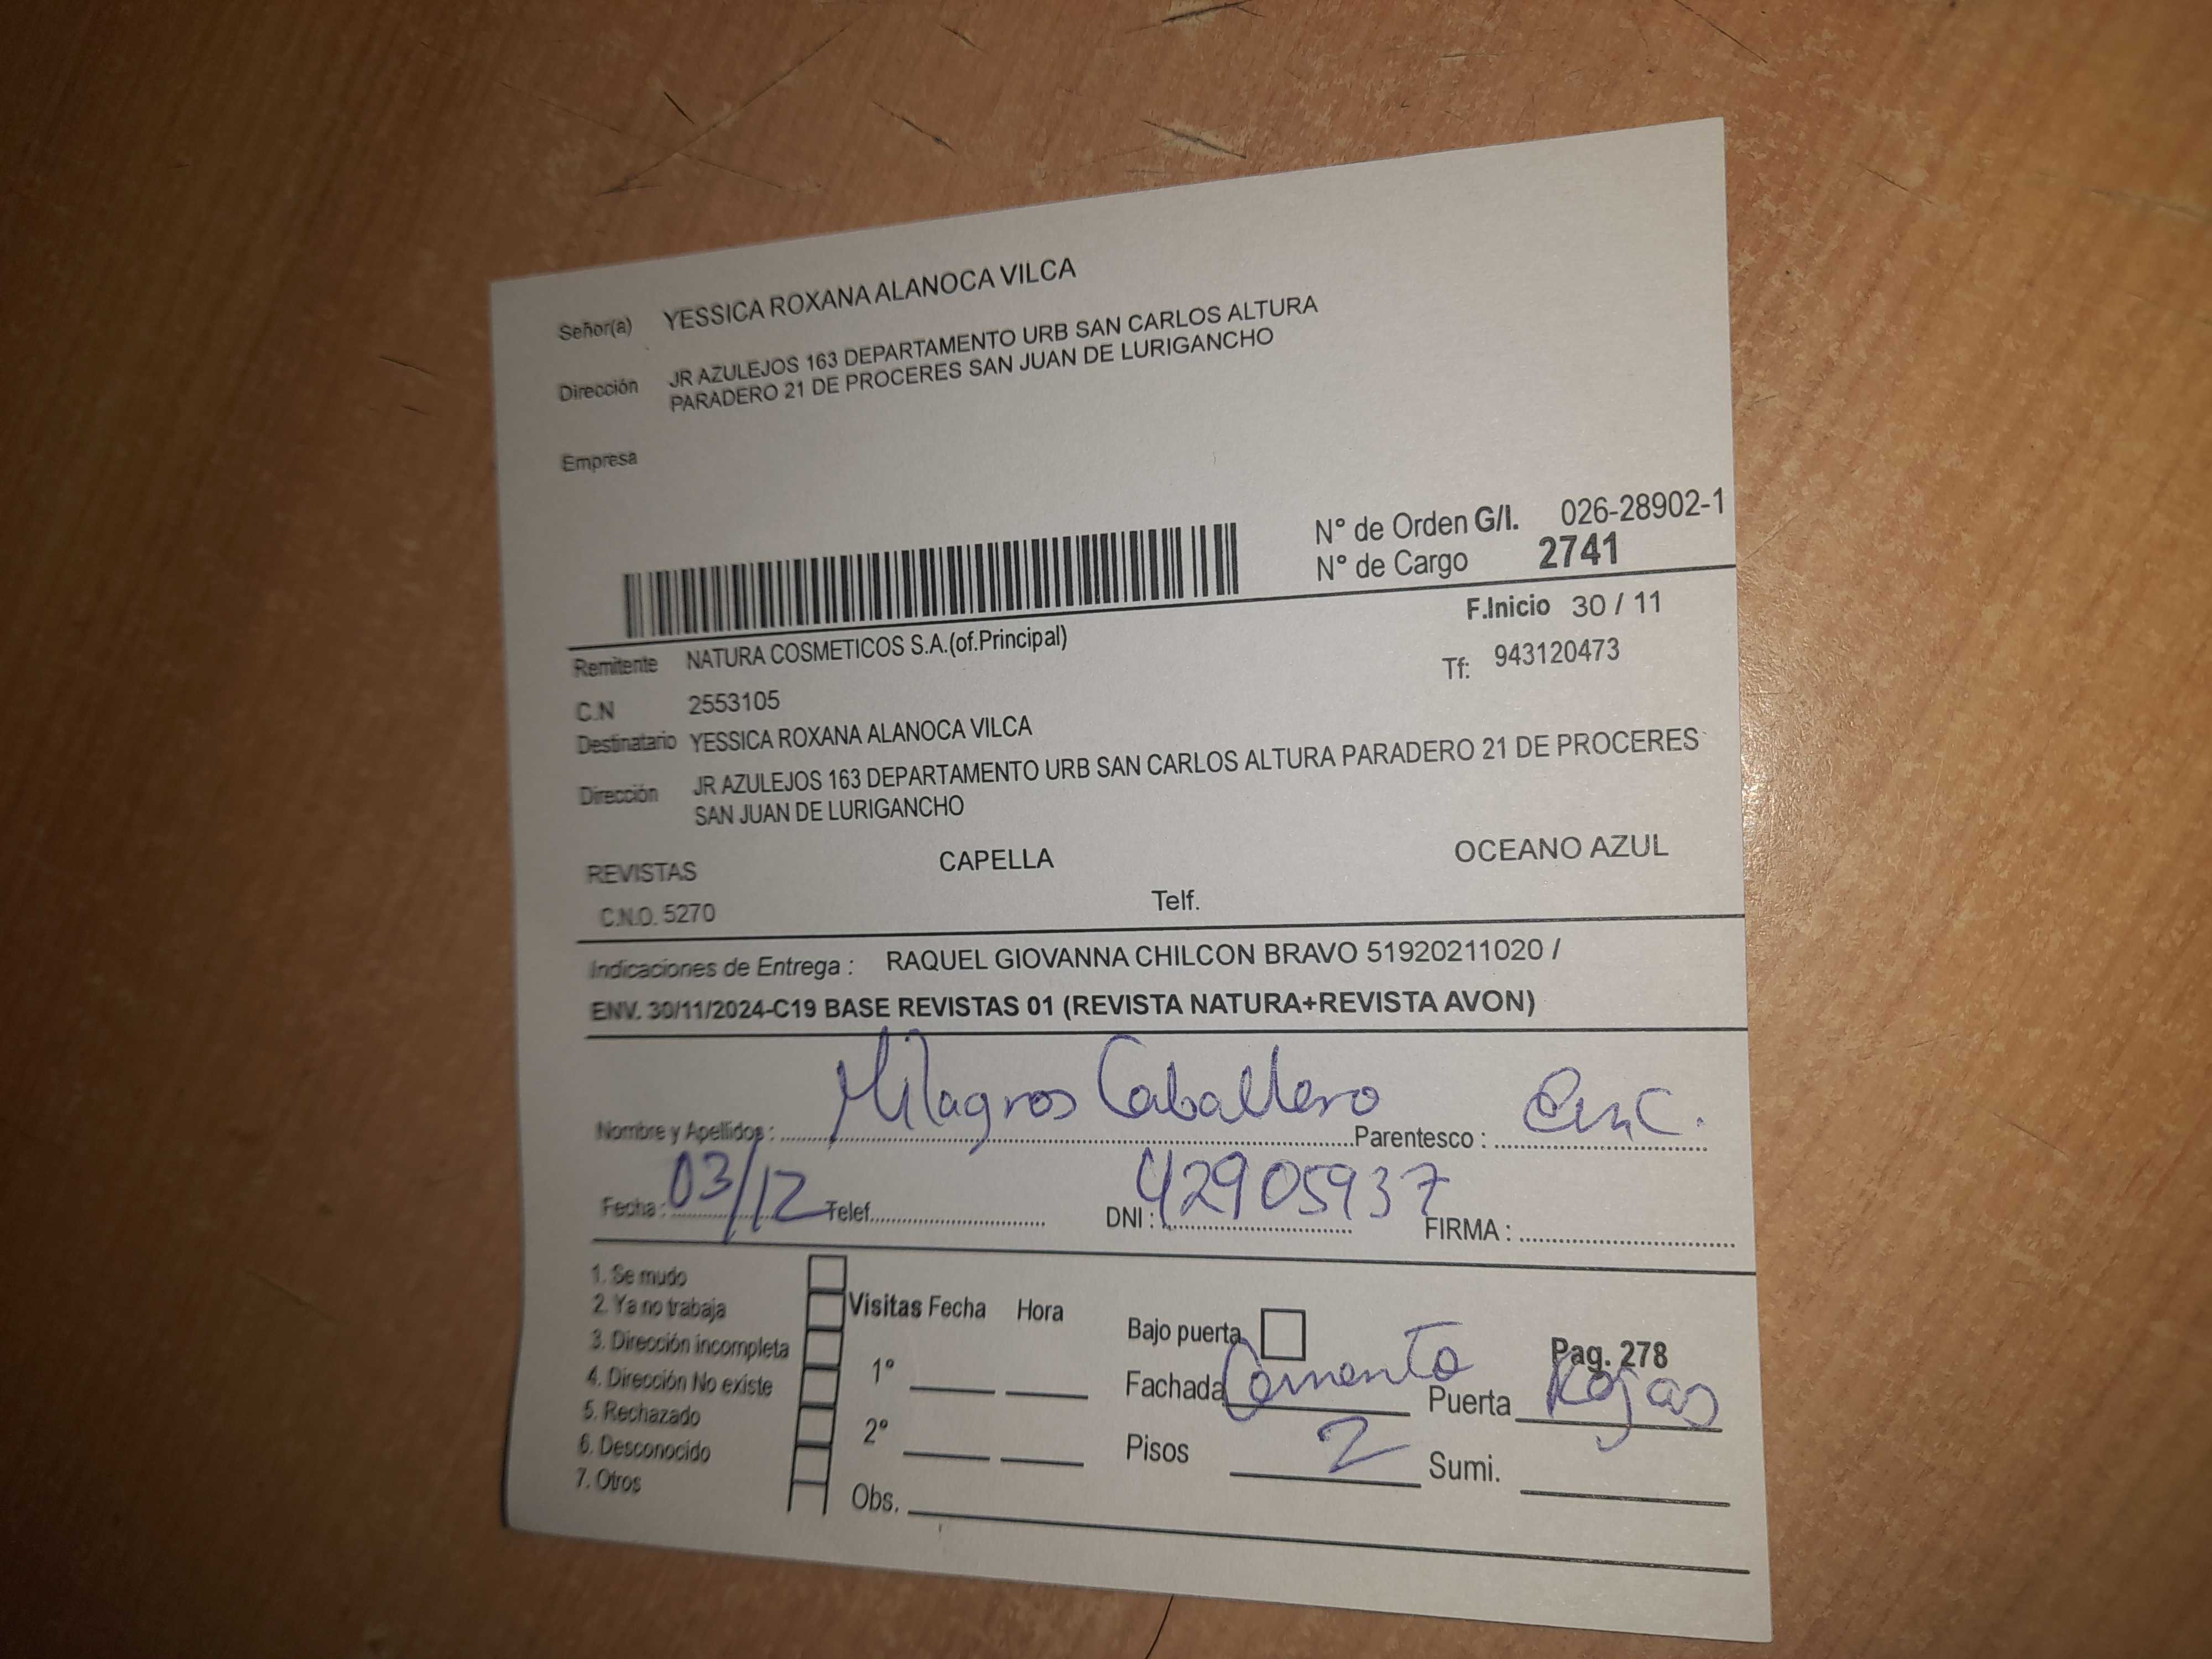 Señor(a) YESSICA ROXANA ALANOCA VILCA
Dirección JR AZULEJOS 163 DEPARTAMENTO URB SAN CARLOS ALTURA
PARADERO 21 DE PROCERES SAN JUAN DE LURIGANCHO
Empresa
N° de Orden G/I. 026-28902-1
N° de Cargo 2741
F.Inicio 30 / 11
Remitente NATURA COSMETICOS S.A.(of.Principal)
Tf: 943120473
C.N 2553105
Destinatario YESSICA ROXANA ALANOCA VILCA
Dirección JR AZULEJOS 163 DEPARTAMENTO URB SAN CARLOS ALTURA PARADERO 21 DE PROCERES
SAN JUAN DE LURIGANCHO
REVISTAS CAPELLA OCEANO AZUL
C.N.O. 5270 Telf.
Indicaciones de Entrega : RAQUEL GIOVANNA CHILCON BRAVO 51920211020 /
ENV. 30/11/2024-C19 BASE REVISTAS 01 (REVISTA NATURA+REVISTA AVON)
Nombre y Apellidos : Milagros Caballero Parentesco : Enc.
Fecha : 03/12 Telef. DNI : 42905937 FIRMA :
1. Se mudo
2. Ya no trabaja
3. Dirección incompleta
4. Dirección No existe
5. Rechazado
6. Desconocido
7. Otros
Visitas Fecha Hora
1°
2°
Obs.
Bajo puerta
Pag. 278
Fachada Cemento Puerta Rejas
Pisos 2 Sumi.